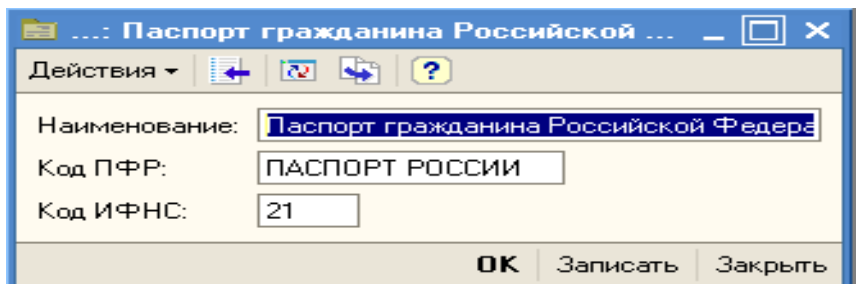 ...: Паспорт гражданина Российской ...
Действия
Наименование: Паспорт гражданина Российской Федера
Код ПФР: ПАСПОРТ РОССИИ
Код ИФНС: 21
OK Записать Закрыть